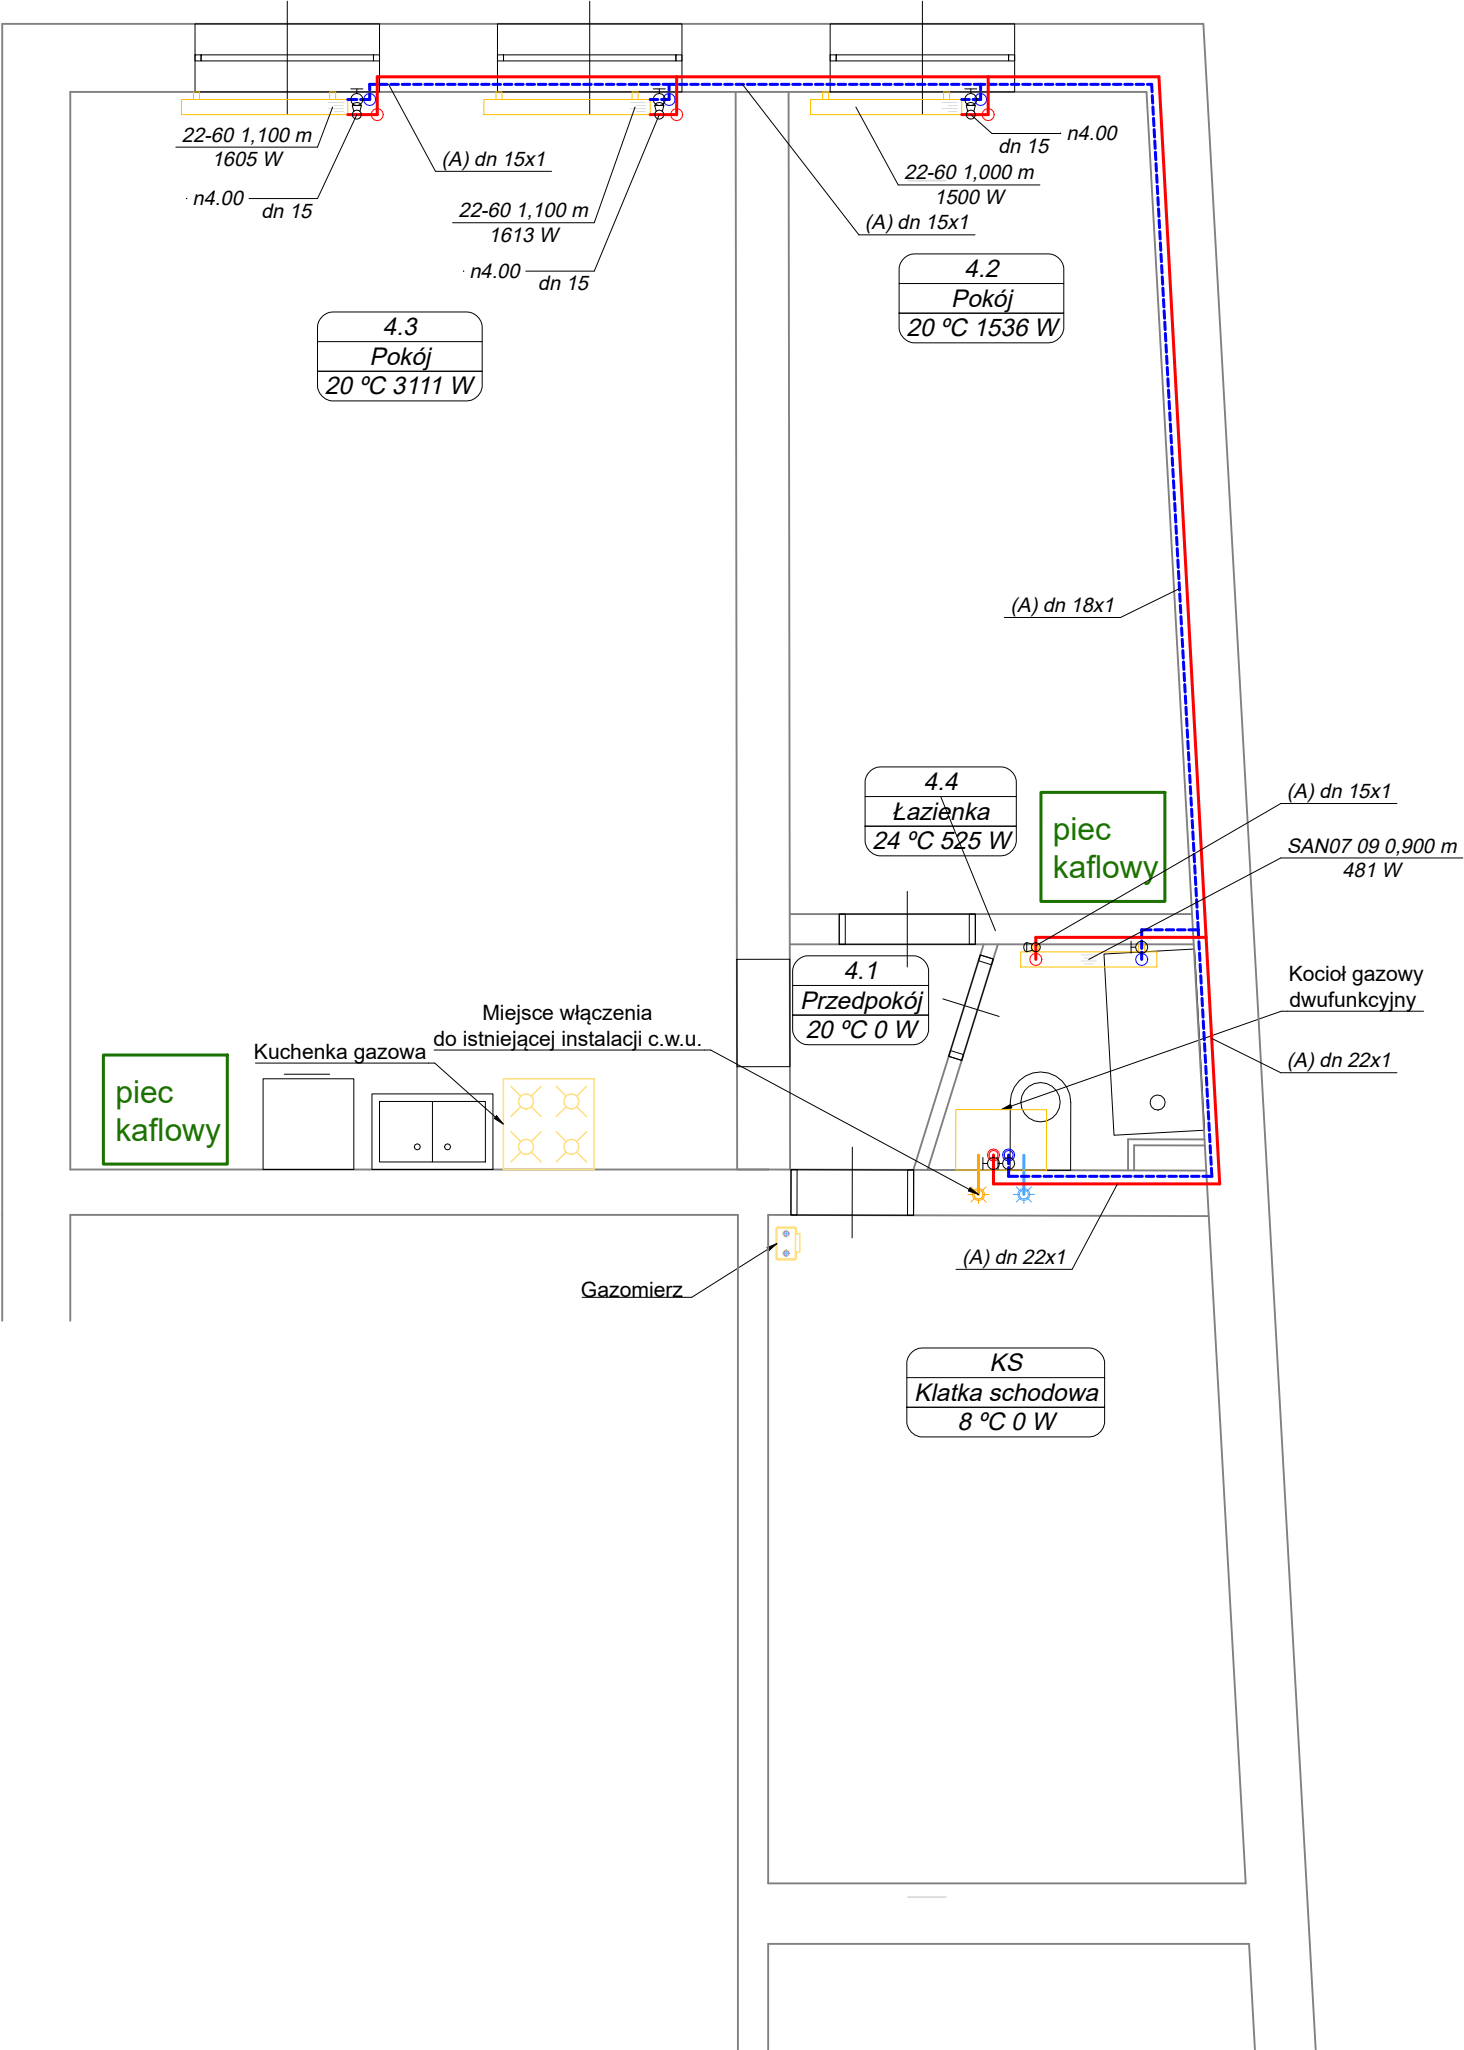 22-60 1,100 m
1605 W
n4.00
dn 15
(A) dn 15x1
22-60 1,100 m
1613 W
n4.00
dn 15
n4.00
dn 15
22-60 1,000 m
1500 W
(A) dn 15x1
4.2
Pokój
20 ºC 1536 W
4.3
Pokój
20 ºC 3111 W
(A) dn 18x1
4.4
Łazienka
24 ºC 525 W
piec
kaflowy
(A) dn 15x1
SAN07 09 0,900 m
481 W
4.1
Przedpokój
20 ºC 0 W
Kocioł gazowy
dwufunkcyjny
(A) dn 22x1
Miejsce włączenia
do istniejącej instalacji c.w.u.
Kuchenka gazowa
piec
kaflowy
(A) dn 22x1
Gazomierz
KS
Klatka schodowa
8 ºC 0 W